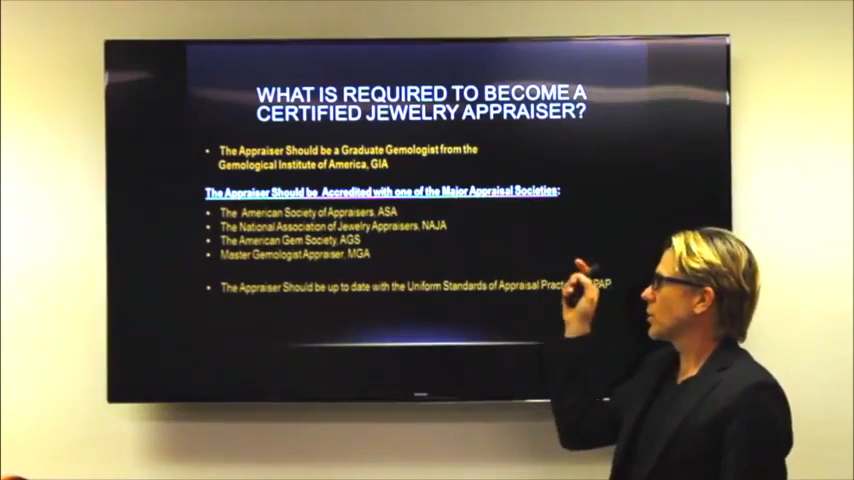 WHAT IS REQUIRED TO BECOME A
CERTIFIED JEWELRY APPRAISER?
• The Appraiser Should be a Graduate Gemologist from the
Gemological Institute of America, GIA
The Appraiser Should be Accredited with one of the Major Appraisal Societies:
• The American Society of Appraisers, ASA
• The National Association of Jewelry Appraisers, NAJA
• The American Gem Society, AGS
• Master Gemologist Appraiser, MGA
• The Appraiser Should be up to date with the Uniform Standards of Appraisal